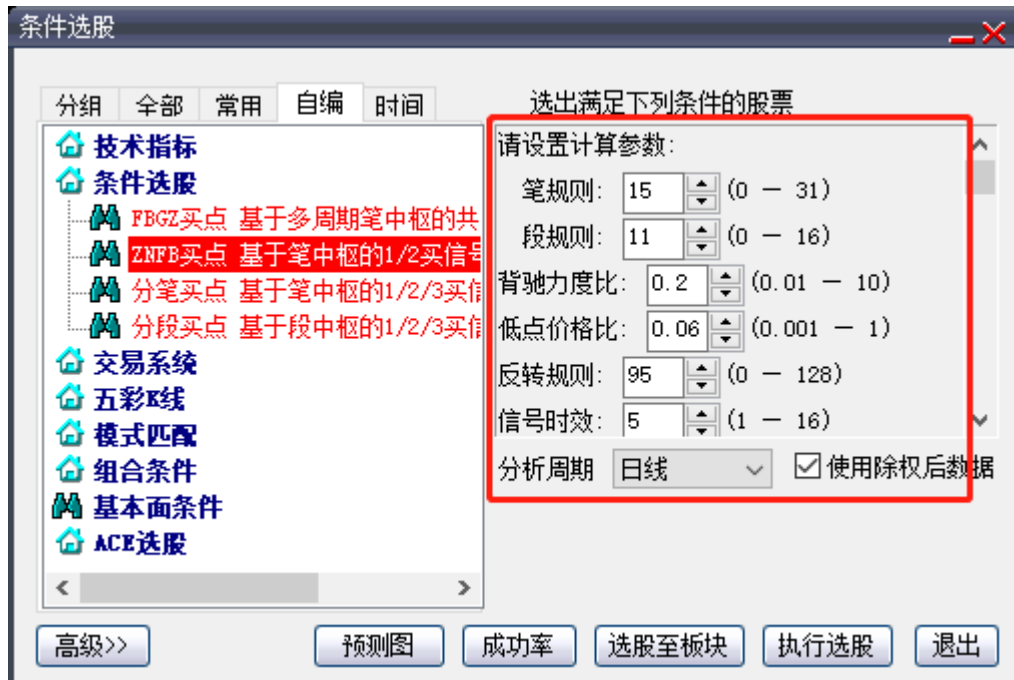 条件选股
分组 全部 常用 自编 时间
选出满足下列条件的股票
技术指标
条件选股
FBGZ买点 基于多周期笔中枢的共
ZNFB买点 基于笔中枢的1/2买信号
分笔买点 基于笔中枢的1/2/3买信
分段买点 基于段中枢的1/2/3买信
交易系统
五彩K线
模式匹配
组合条件
基本面条件
ACE选股
请设置计算参数:
笔规则: 15 (0 — 31)
段规则: 11 (0 — 16)
背驰力度比: 0.2 (0.01 — 10)
低点价格比: 0.06 (0.001 — 1)
反转规则: 95 (0 — 128)
信号时效: 5 (1 — 16)
分析周期 日线 使用除权后数据
高级>> 预测图 成功率 选股至板块 执行选股 退出